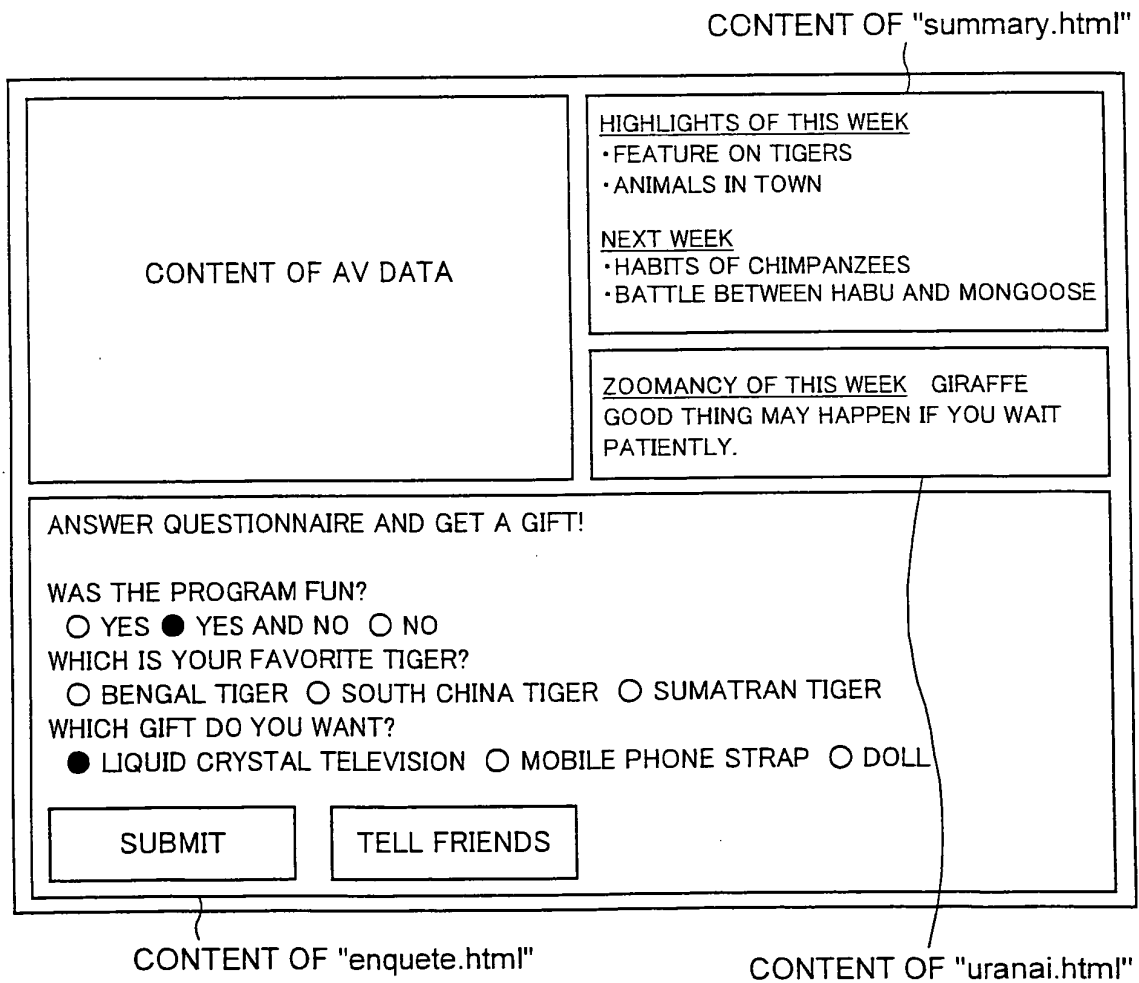 CONTENT OF "summary.html"
CONTENT OF AV DATA
HIGHLIGHTS OF THIS WEEK
・FEATURE ON TIGERS
・ANIMALS IN TOWN
NEXT WEEK
・HABITS OF CHIMPANZEES
・BATTLE BETWEEN HABU AND MONGOOSE
ZOOMANCY OF THIS WEEK GIRAFFE
GOOD THING MAY HAPPEN IF YOU WAIT
PATIENTLY.
ANSWER QUESTIONNAIRE AND GET A GIFT!
WAS THE PROGRAM FUN?
○ YES ● YES AND NO ○ NO
WHICH IS YOUR FAVORITE TIGER?
○ BENGAL TIGER ○ SOUTH CHINA TIGER ○ SUMATRAN TIGER
WHICH GIFT DO YOU WANT?
● LIQUID CRYSTAL TELEVISION ○ MOBILE PHONE STRAP ○ DOLL
SUBMIT
TELL FRIENDS
CONTENT OF "enquete.html"
CONTENT OF "uranai.html"